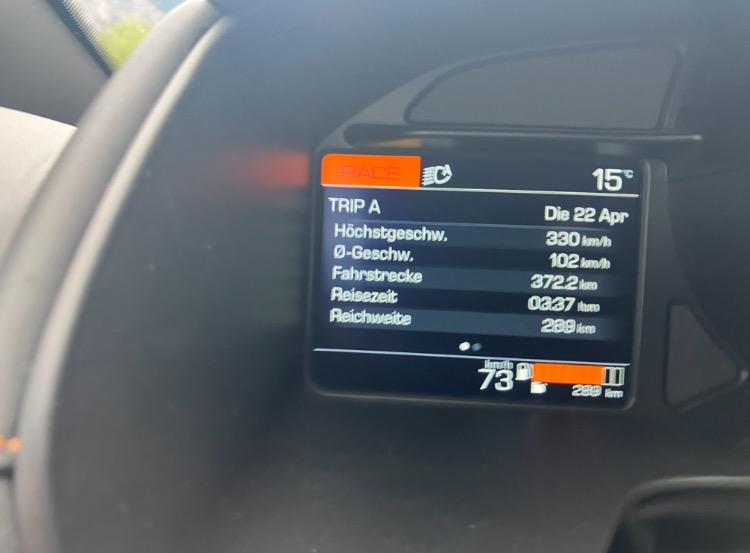 RACE A 15°C
TRIP A Die 22 Apr
Höchstgeschw. 330 km/h
Ø-Geschw. 102 km/h
Fahrstrecke 372.2 km
Reisezeit 03:37 h:m
Reichweite 289 km
km/h
73
289 km